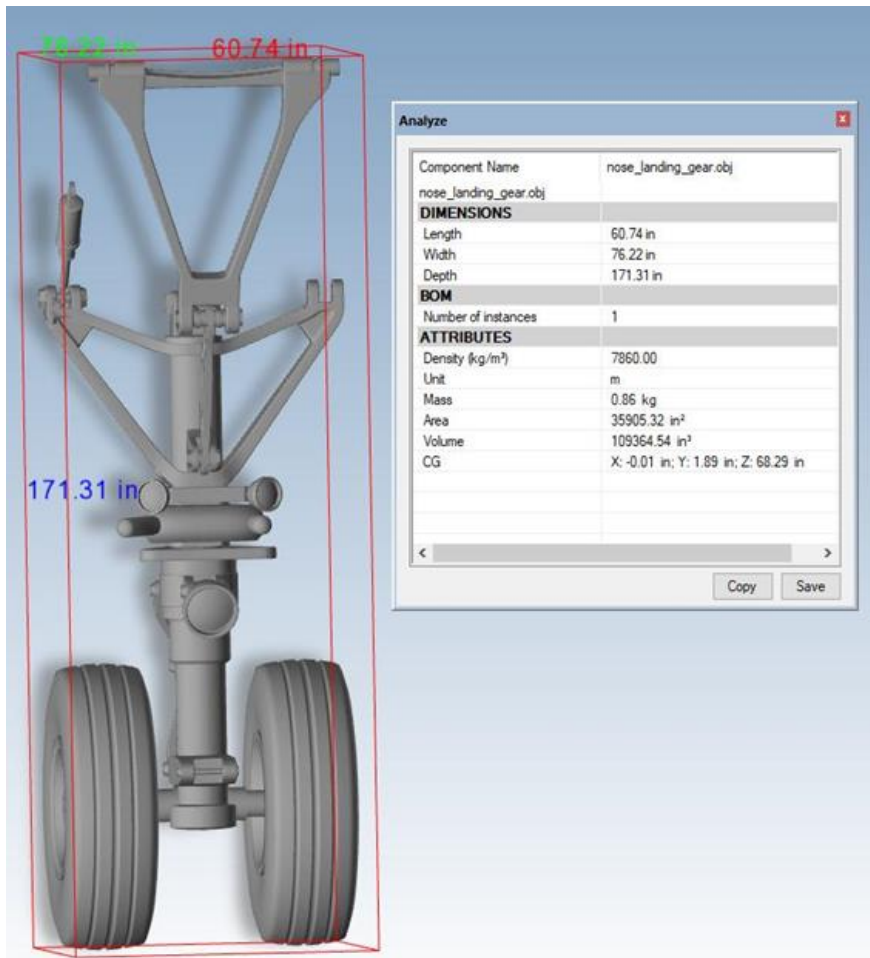 76.22 in 60.74 in
171.31 in
Analyze
Component Name nose_landing_gear.obj
nose_landing_gear.obj
DIMENSIONS
Length 60.74 in
Width 76.22 in
Depth 171.31 in
BOM
Number of instances 1
ATTRIBUTES
Density (kg/m³) 7860.00
Unit m
Mass 0.86 kg
Area 35905.32 in²
Volume 109364.54 in³
CG X: -0.01 in; Y: 1.89 in; Z: 68.29 in
Copy Save